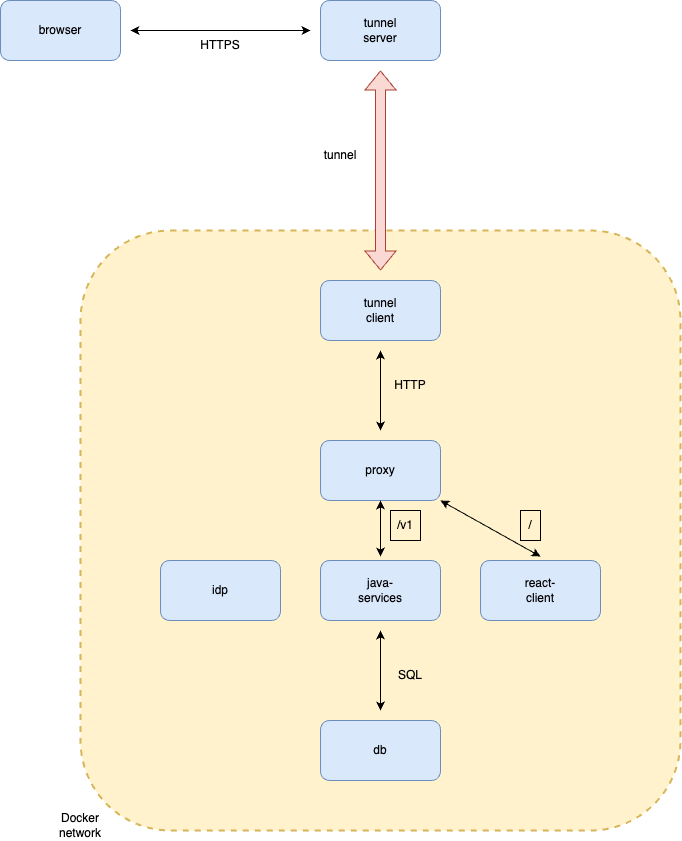 browser
HTTPS
tunnel
server
tunnel
tunnel
client
HTTP
proxy
/v1
/
idp
java-
services
react-
client
SQL
db
Docker
network